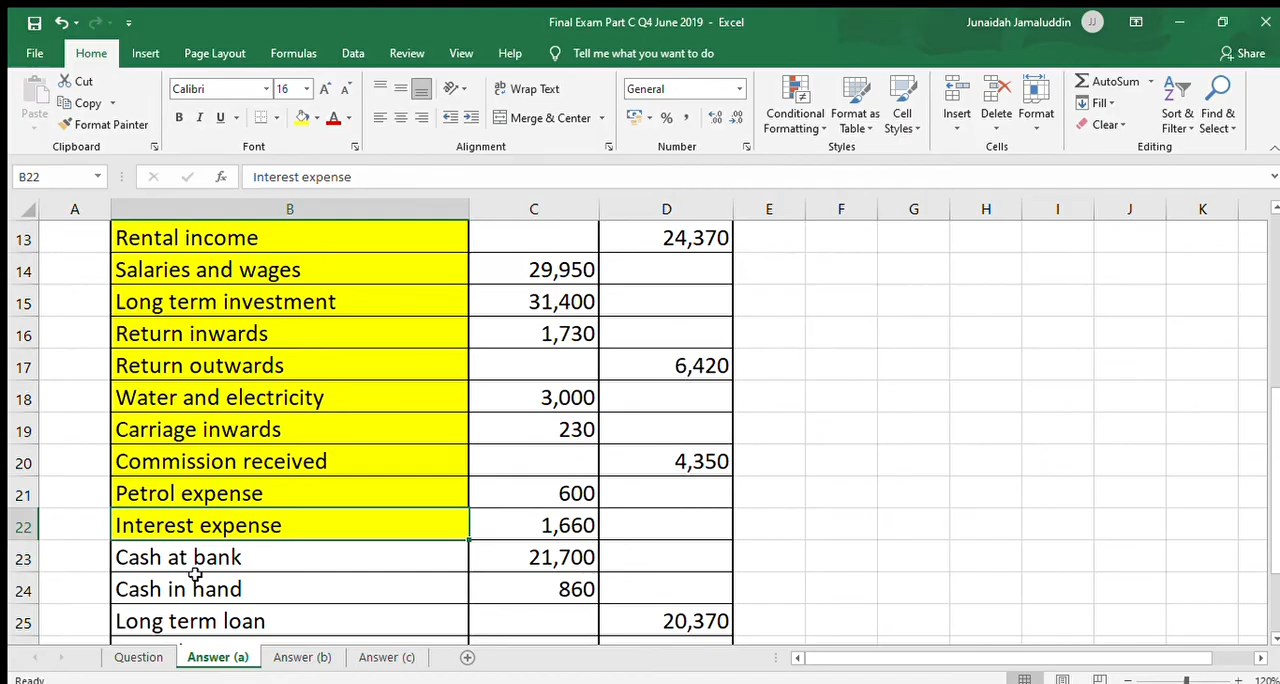 Final Exam Part C Q4 June 2019 - Excel
Junaidah Jamaluddin
JJ
File Home Insert Page Layout Formulas Data Review View Help Tell me what you want to do Share
Paste
Cut
Copy
Format Painter
Clipboard
Calibri 16 A A
B I U A
Font
Wrap Text
Merge & Center
Alignment
General
% ,
Number
Conditional Formatting
Format as Table
Cell Styles
Styles
Insert Delete Format
Cells
AutoSum
Fill
Clear
Sort & Filter
Find & Select
Editing
B22 fx Interest expense
A B C D E F G H I J K
13 Rental income 24,370
14 Salaries and wages 29,950
15 Long term investment 31,400
16 Return inwards 1,730
17 Return outwards 6,420
18 Water and electricity 3,000
19 Carriage inwards 230
20 Commission received 4,350
21 Petrol expense 600
22 Interest expense 1,660
23 Cash at bank 21,700
24 Cash in hand 860
25 Long term loan 20,370
Question Answer (a) Answer (b) Answer (c)
Ready 120%